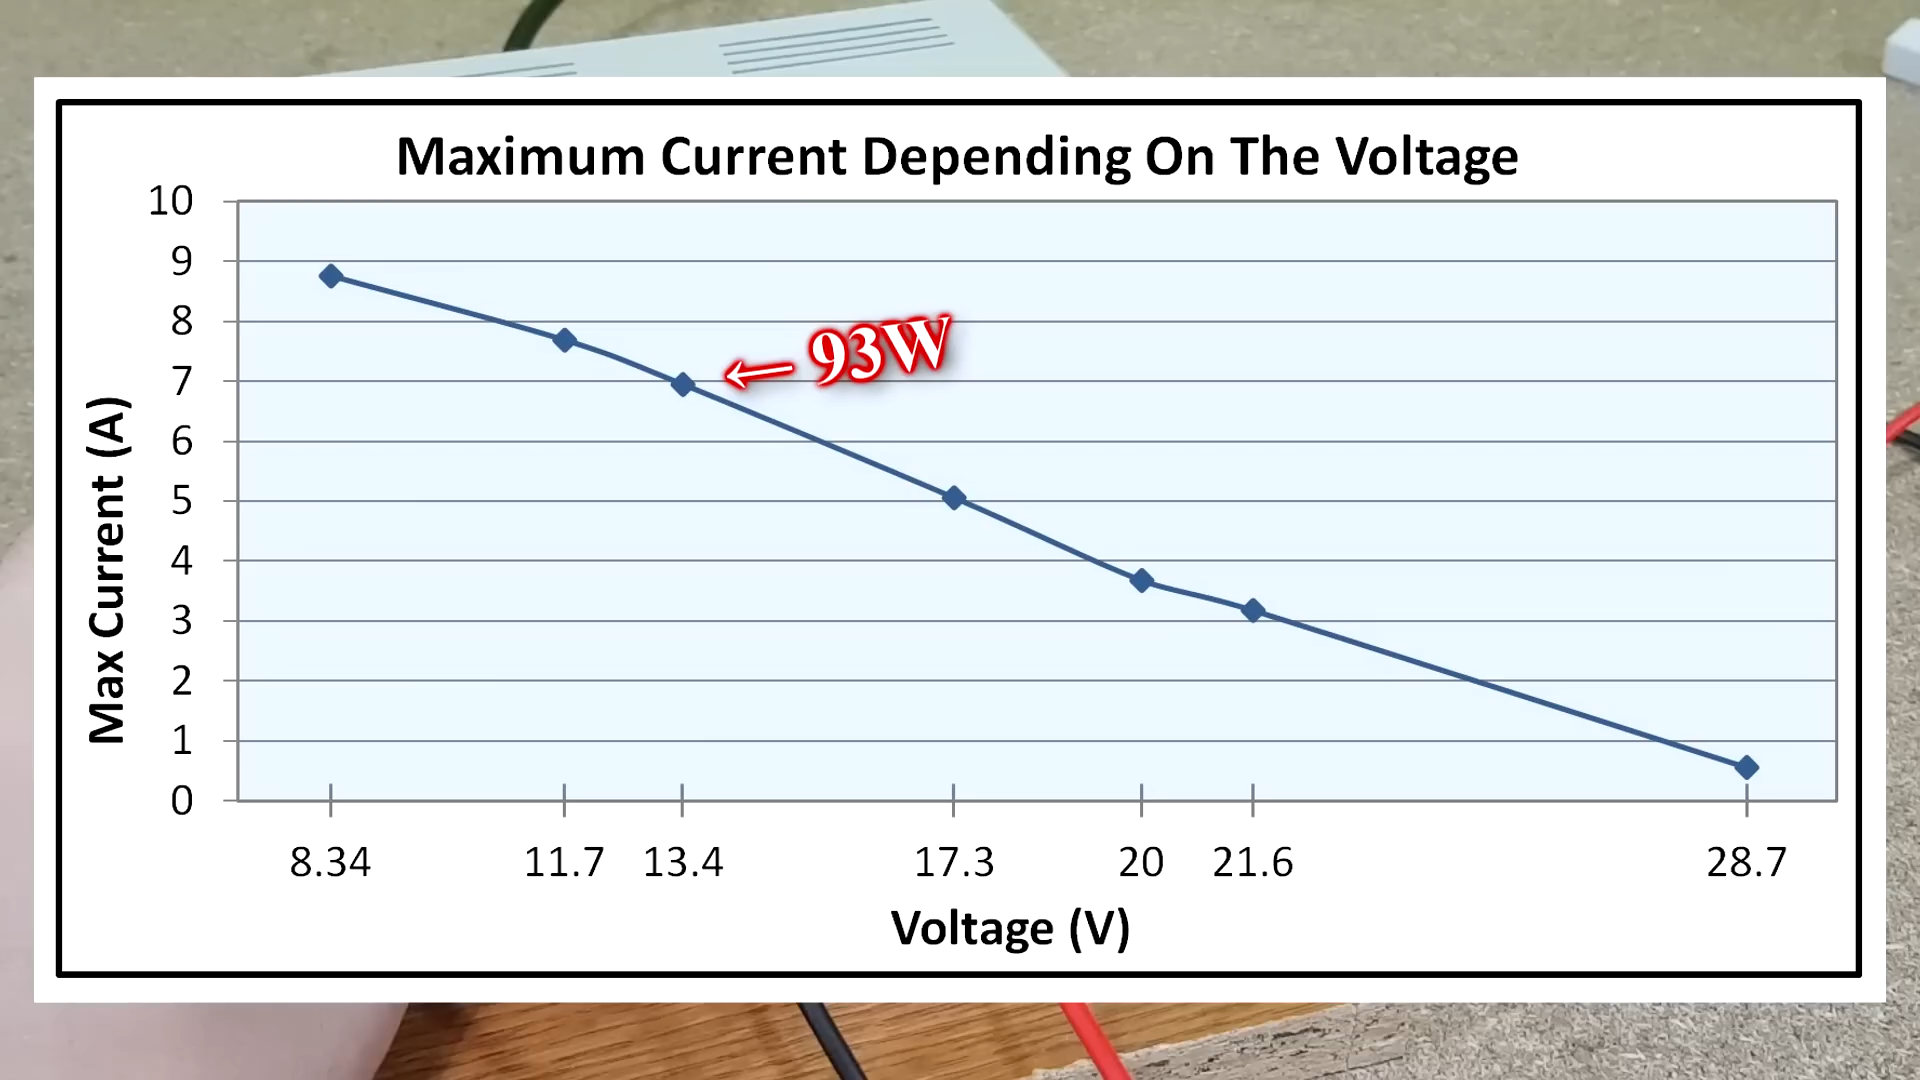 Maximum Current Depending On The Voltage
10
9
8
7
6
5
4
3
2
1
0
Max Current (A)
← 93W
8.34 11.7 13.4 17.3 20 21.6 28.7
Voltage (V)